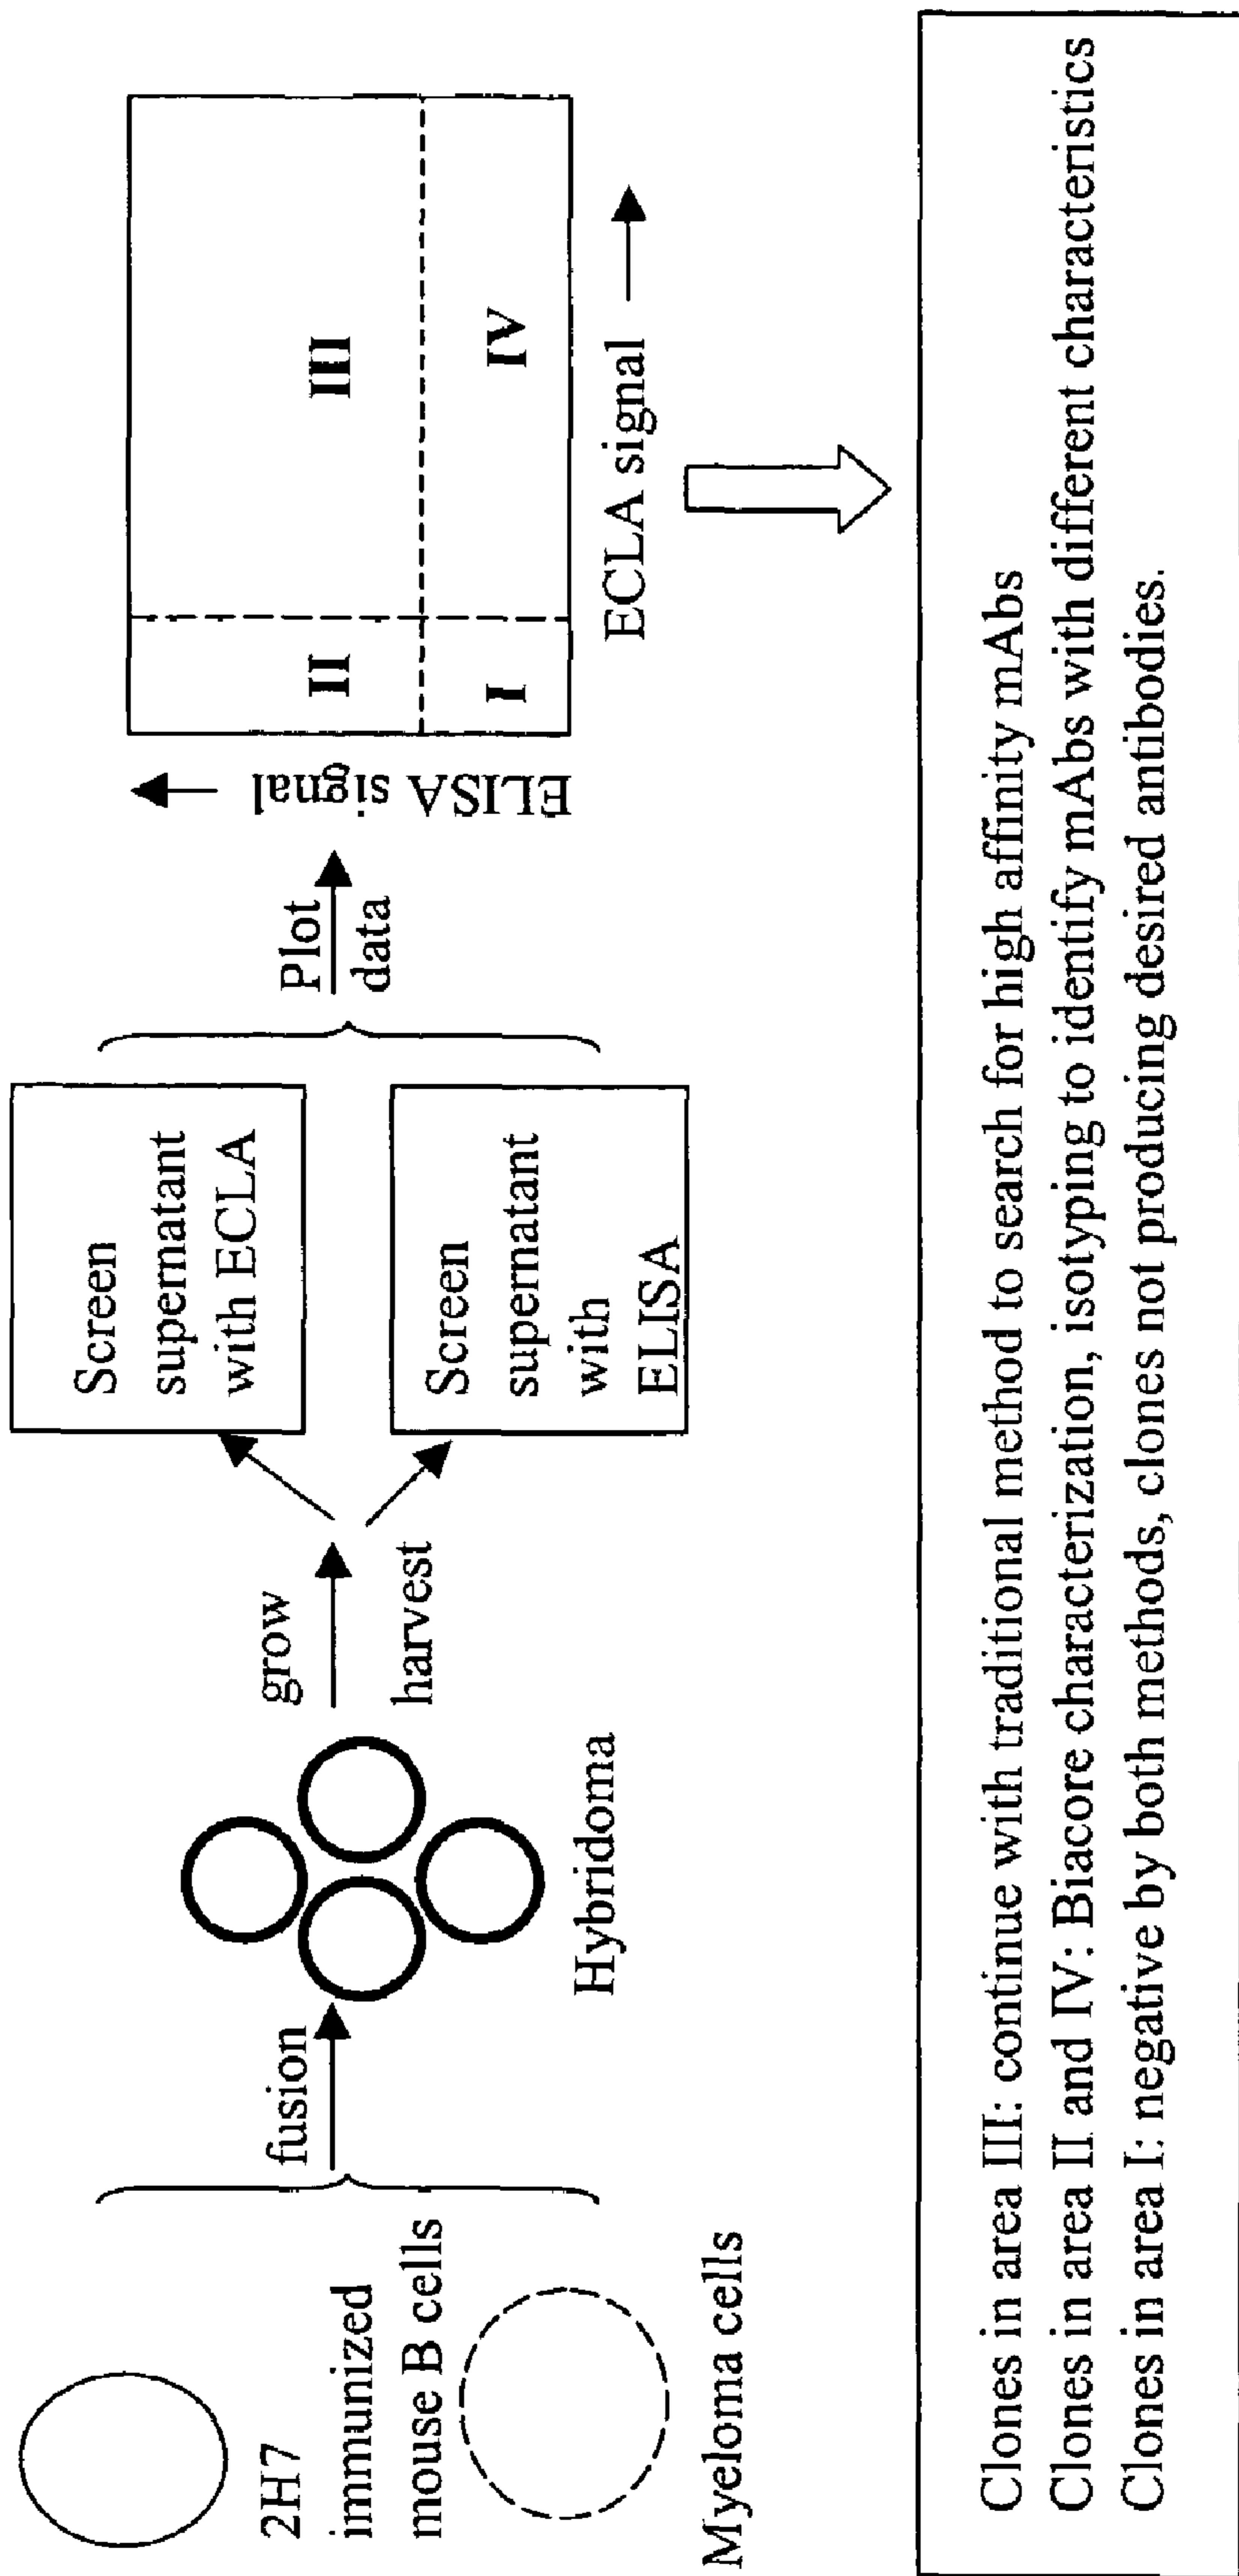 2H7
immunized
mouse B cells
Myeloma cells
fusion
Hybridoma
grow
harvest
Screen
supernatant
with ECLA
Screen
supernatant
with
ELISA
Plot
data
ELISA signal
II
III
I
IV
ECLA signal
Clones in area III: continue with traditional method to search for high affinity mAbs
Clones in area II and IV: Biacore characterization, isotyping to identify mAbs with different characteristics
Clones in area I: negative by both methods, clones not producing desired antibodies.